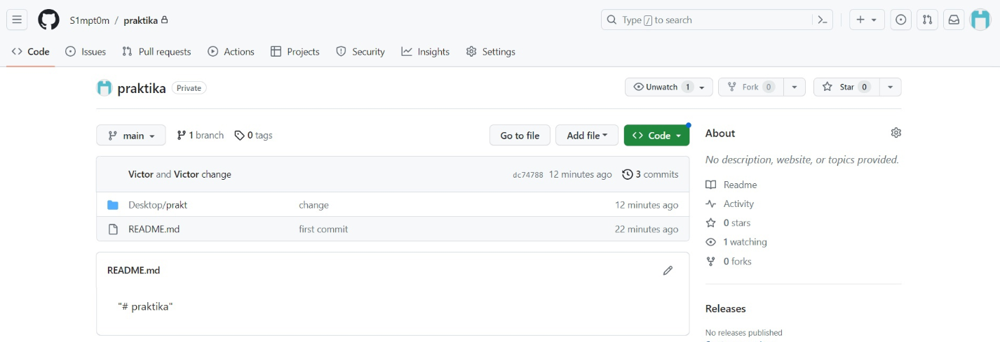 S1mpt0m / praktika
Type / to search
Code Issues Pull requests Actions Projects Security Insights Settings
praktika Private
Unwatch 1 Fork 0 Star 0
main 1 branch 0 tags Go to file Add file Code
Victor and Victor change dc74788 12 minutes ago 3 commits
Desktop/prakt change 12 minutes ago
README.md first commit 22 minutes ago
README.md
"# praktika"
About
No description, website, or topics provided.
Readme
Activity
0 stars
1 watching
0 forks
Releases
No releases published